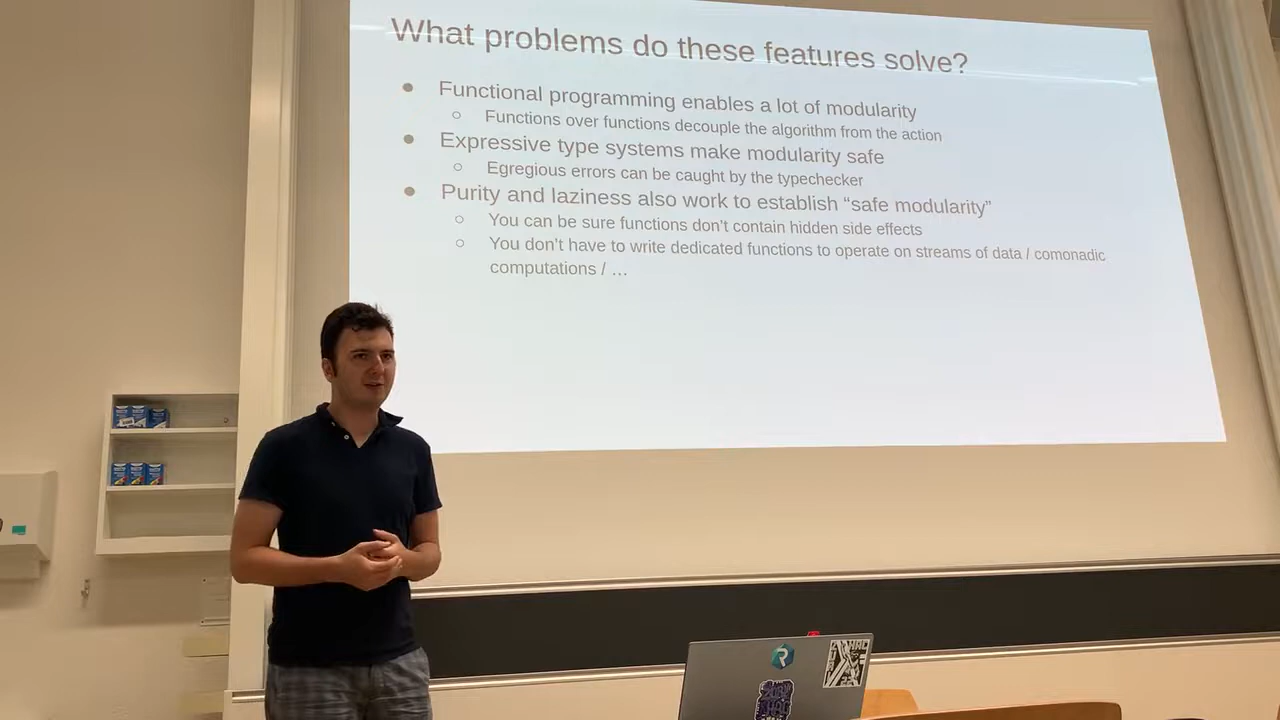 What problems do these features solve?
● Functional programming enables a lot of modularity
○ Functions over functions decouple the algorithm from the action
● Expressive type systems make modularity safe
○ Egregious errors can be caught by the typechecker
● Purity and laziness also work to establish “safe modularity”
○ You can be sure functions don't contain hidden side effects
○ You don't have to write dedicated functions to operate on streams of data / comonadic
computations / …
R